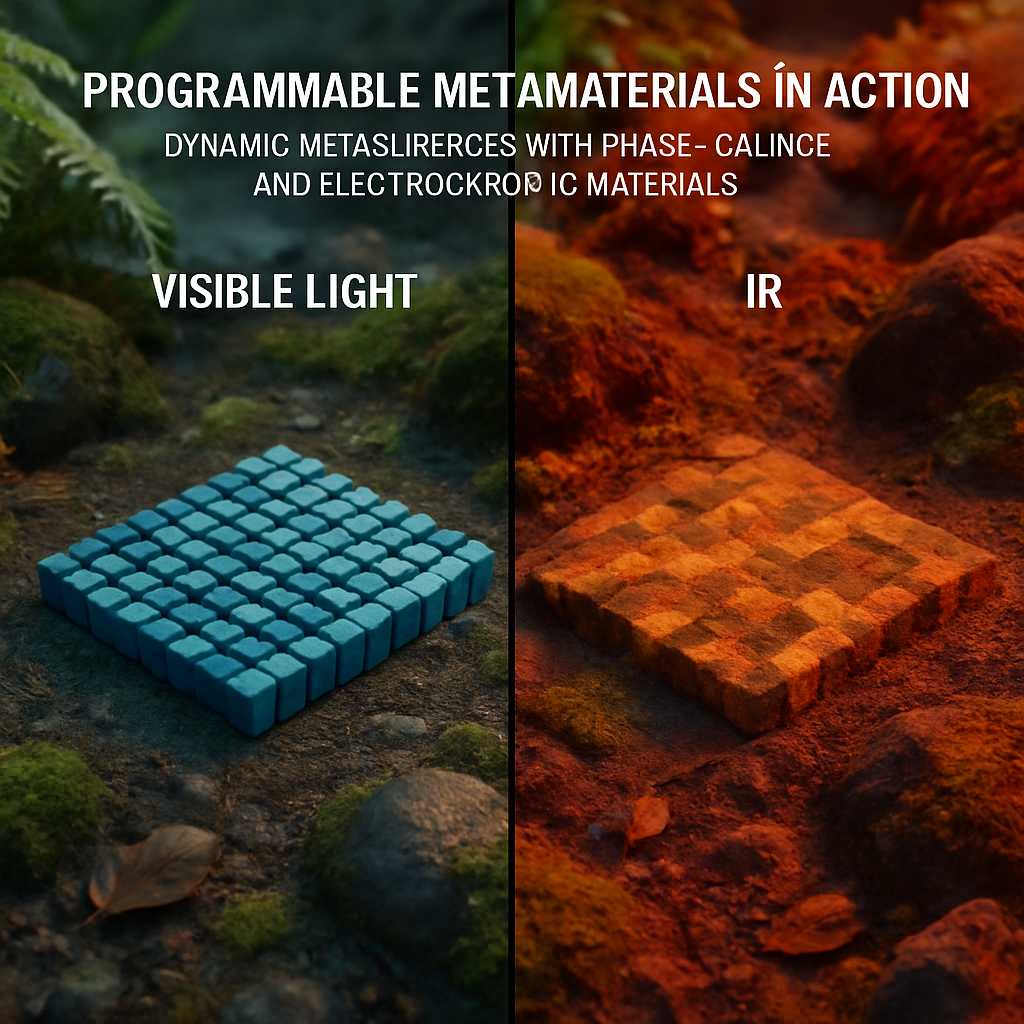 PROGRAMMABLE METAMATERIALS ÍN ACTION
DYNAMIC METASLIRERCES WITH PHASE- CALINCE
AND ELECTROCKROP IC MATERIALS
VISIBLE LIGHT
IR